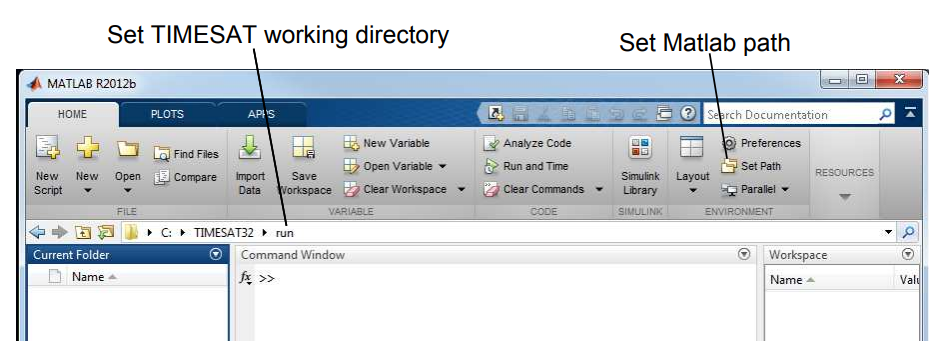 Set TIMESAT working directory
Set Matlab path
MATLAB R2012b
HOME PLOTS APPS
Search Documentation
New Script
New
Open
Find Files
Compare
FILE
Import Data
Save Workspace
New Variable
Open Variable
Clear Workspace
VARIABLE
Analyze Code
Run and Time
Clear Commands
CODE
Simulink Library
SIMULINK
Layout
Preferences
Set Path
Parallel
ENVIRONMENT
RESOURCES
C: TIMESAT32 run
Current Folder
Name
Command Window
fx >>
Workspace
Name Valu